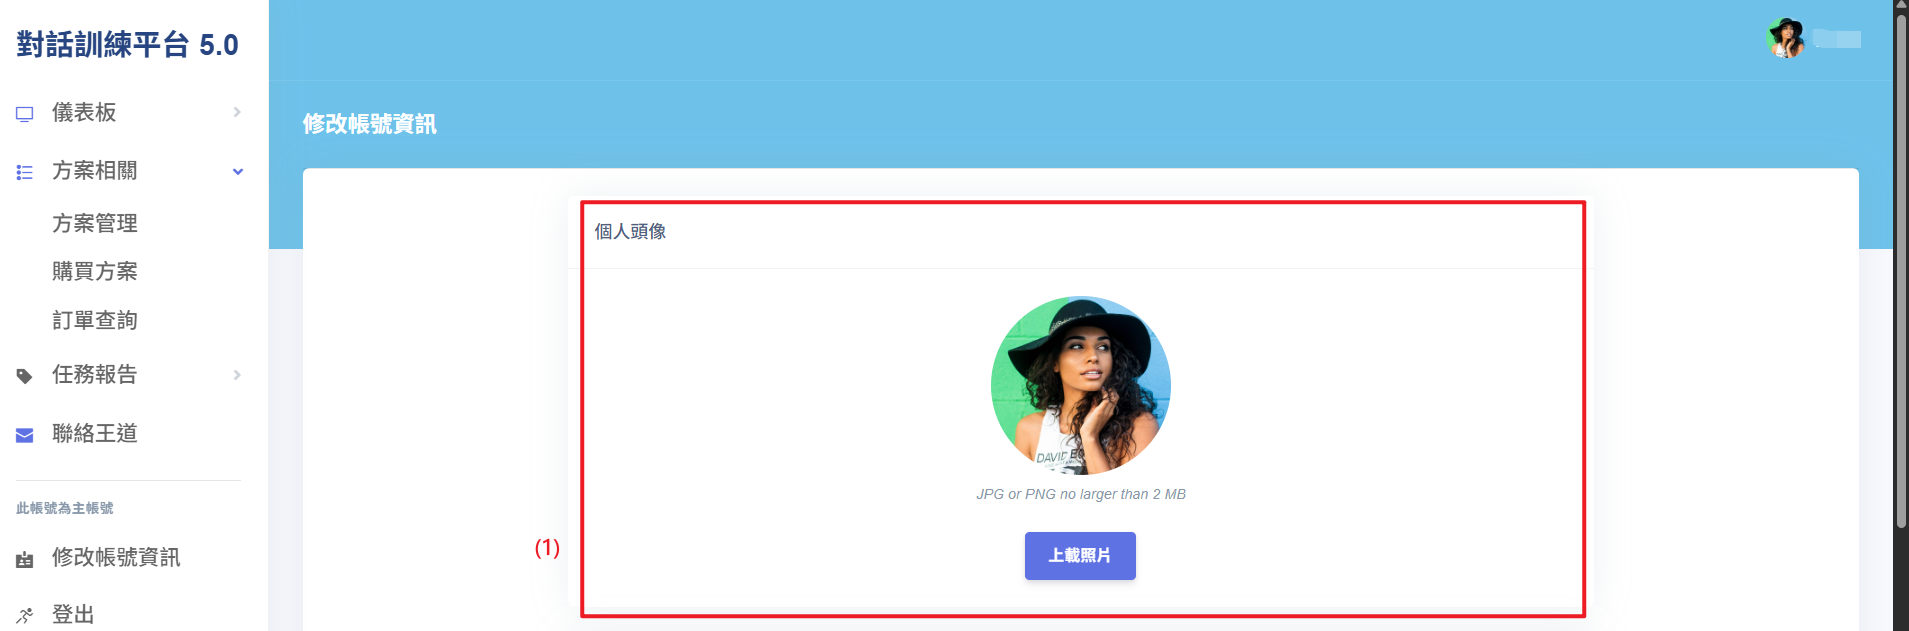 對話訓練平台 5.0
儀表板
方案相關
方案管理
購買方案
訂單查詢
任務報告
聯絡王道
此帳號為主帳號
修改帳號資訊
登出
修改帳號資訊
個人頭像
DAVID
JPG or PNG no larger than 2 MB
(1)
上載照片